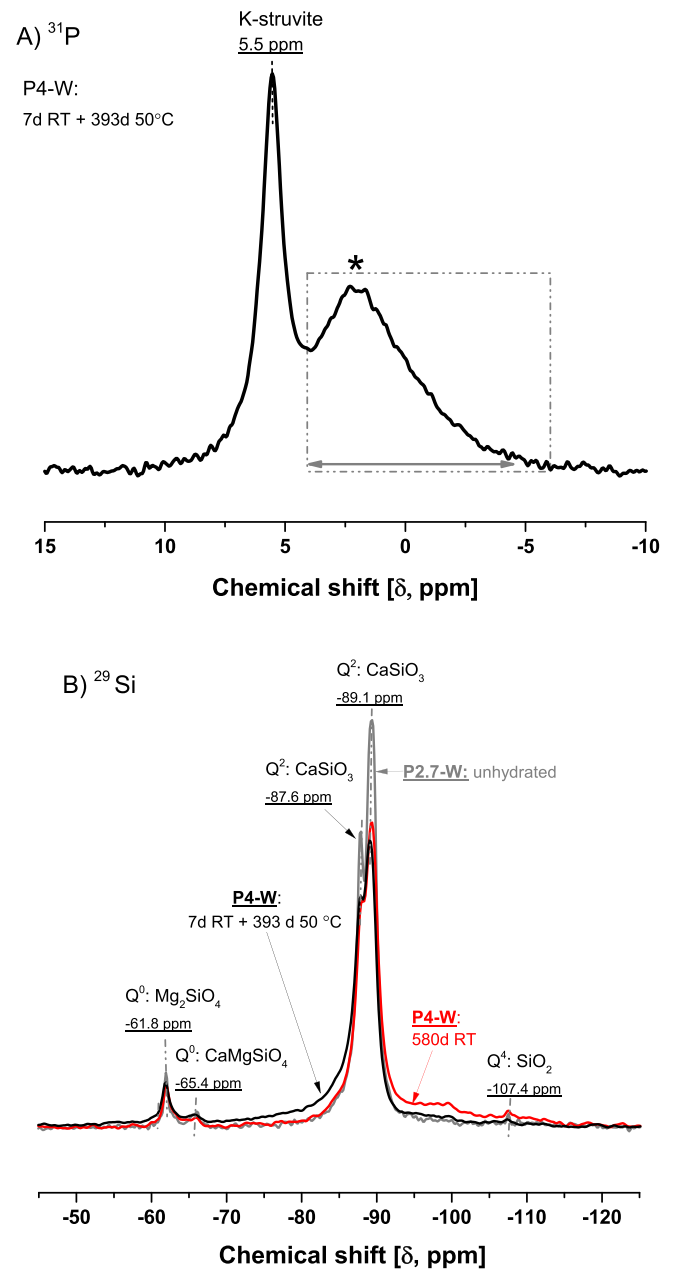 K-struvite
A) ³¹P
5.5 ppm
P4-W:
7d RT + 393d 50°C
*
15 10 5 0 -5 -10
Chemical shift [δ, ppm]
B) ²⁹Si
Q²: CaSiO₃
-89.1 ppm
Q²: CaSiO₃
P2.7-W: unhydrated
-87.6 ppm
P4-W:
7d RT + 393 d 50 °C
Q⁰: Mg₂SiO₄
-61.8 ppm
P4-W:
580d RT
Q⁰: CaMgSiO₄
-65.4 ppm
Q⁴: SiO₂
-107.4 ppm
-50 -60 -70 -80 -90 -100 -110 -120
Chemical shift [δ, ppm]